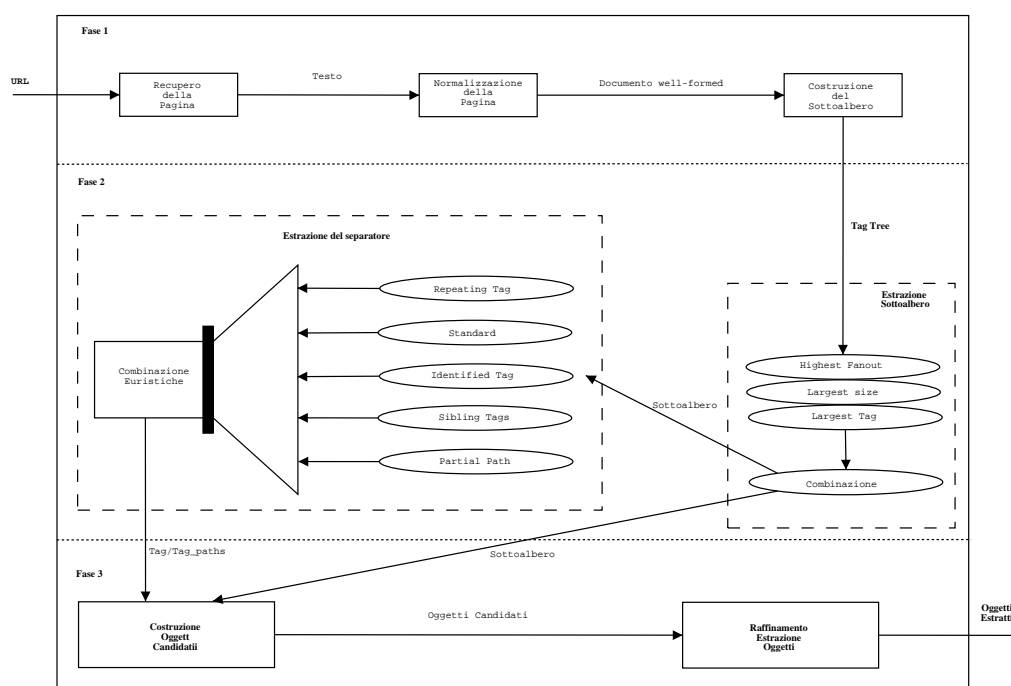 Fase 1
URL
Recupero
della
Pagina
Testo
Normalizzazione
della
Pagina
Documento well-formed
Costruzione
del
Sottoalbero
Fase 2
Tag Tree
Estrazione del separatore
Combinazione
Euristiche
Repeating Tag
Standard
Identified Tag
Sibling Tags
Partial Path
Sottoalbero
Estrazione
Sottoalbero
Highest Fanout
Largest size
Largest Tag
Combinazione
Tag/Tag_paths
Sottoalbero
Fase 3
Costruzione
Oggett
Candidatii
Oggetti Candidati
Raffinamento
Estrazione
Oggetti
Oggetti
Estratti